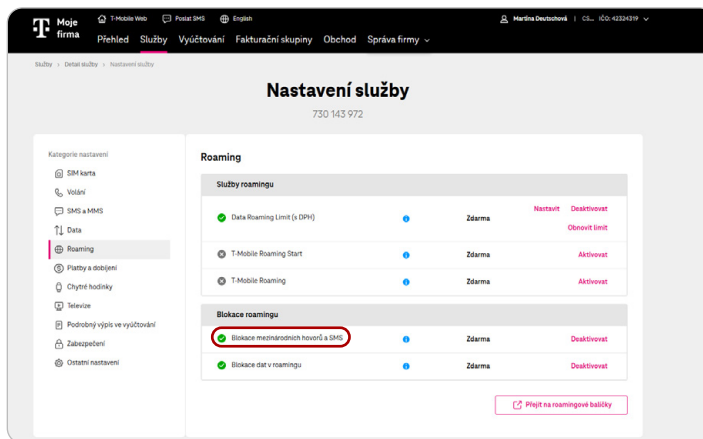 Moje firma
T-Mobile Web Poslat SMS English
Martina Deutschová | CS... IČO: 42324319
Přehled Služby Vyúčtování Fakturační skupiny Obchod Správa firmy
Služby > Detail služby > Nastavení služby
Nastavení služby
730 143 972
Kategorie nastavení
SIM karta
Volání
SMS a MMS
Data
Roaming
Platby a dobíjení
Chytré hodinky
Televize
Podrobný výpis ve vyúčtování
Zabezpečení
Ostatní nastavení
Roaming
Služby roamingu
Data Roaming Limit (s DPH) Zdarma Nastavit Deaktivovat
Obnovit limit
T-Mobile Roaming Start Zdarma Aktivovat
T-Mobile Roaming Zdarma Aktivovat
Blokace roamingu
Blokace mezinárodních hovorů a SMS Zdarma Deaktivovat
Blokace dat v roamingu Zdarma Deaktivovat
Přejít na roamingové balíčky